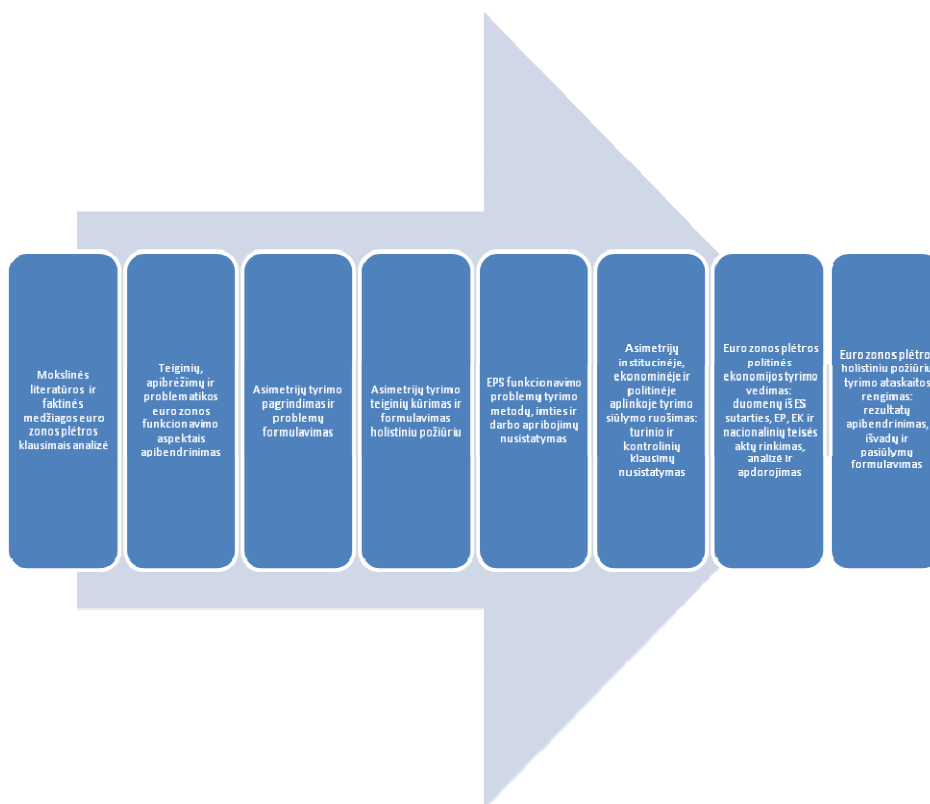 Mokslinės
literatūros ir
faktinės
medžiagos euro
zonos plėtros
klausimais analizė
Teiginių,
apibrėžimų ir
problematikos
euro zonos
funkcionavimo
aspektais
apibendrinimas
Asimetrijų tyrimo
pagrindimas ir
problemų
formulavimas
Asimetrijų tyrimo
teiginių kūrimas ir
formulavimas
holistiniu požiūriu
EPS funkcionavimo
problemų tyrimo
metodų, imties ir
darbo apribojimų
nusistatymas
Asimetrijų
institucinėje,
ekonominėje ir
politinėje
aplinkoje tyrimo
siūlymo ruošimas:
turinio ir
kontrolinių
klausimų
nusistatymas
Euro zonos plėtros
politinės
ekonomijos tyrimo
vedimas:
duomenų iš ES
sutarties, EP, EK ir
nacionalinių teisės
aktų rinkimas,
analizė ir
apdorojimas
Euro zonos plėtros
holistiniu požiūriu
tyrimo ataskaitos
rengimas:
rezultatų
apibendrinimas,
išvadų ir
pasiūlymų
formulavimas